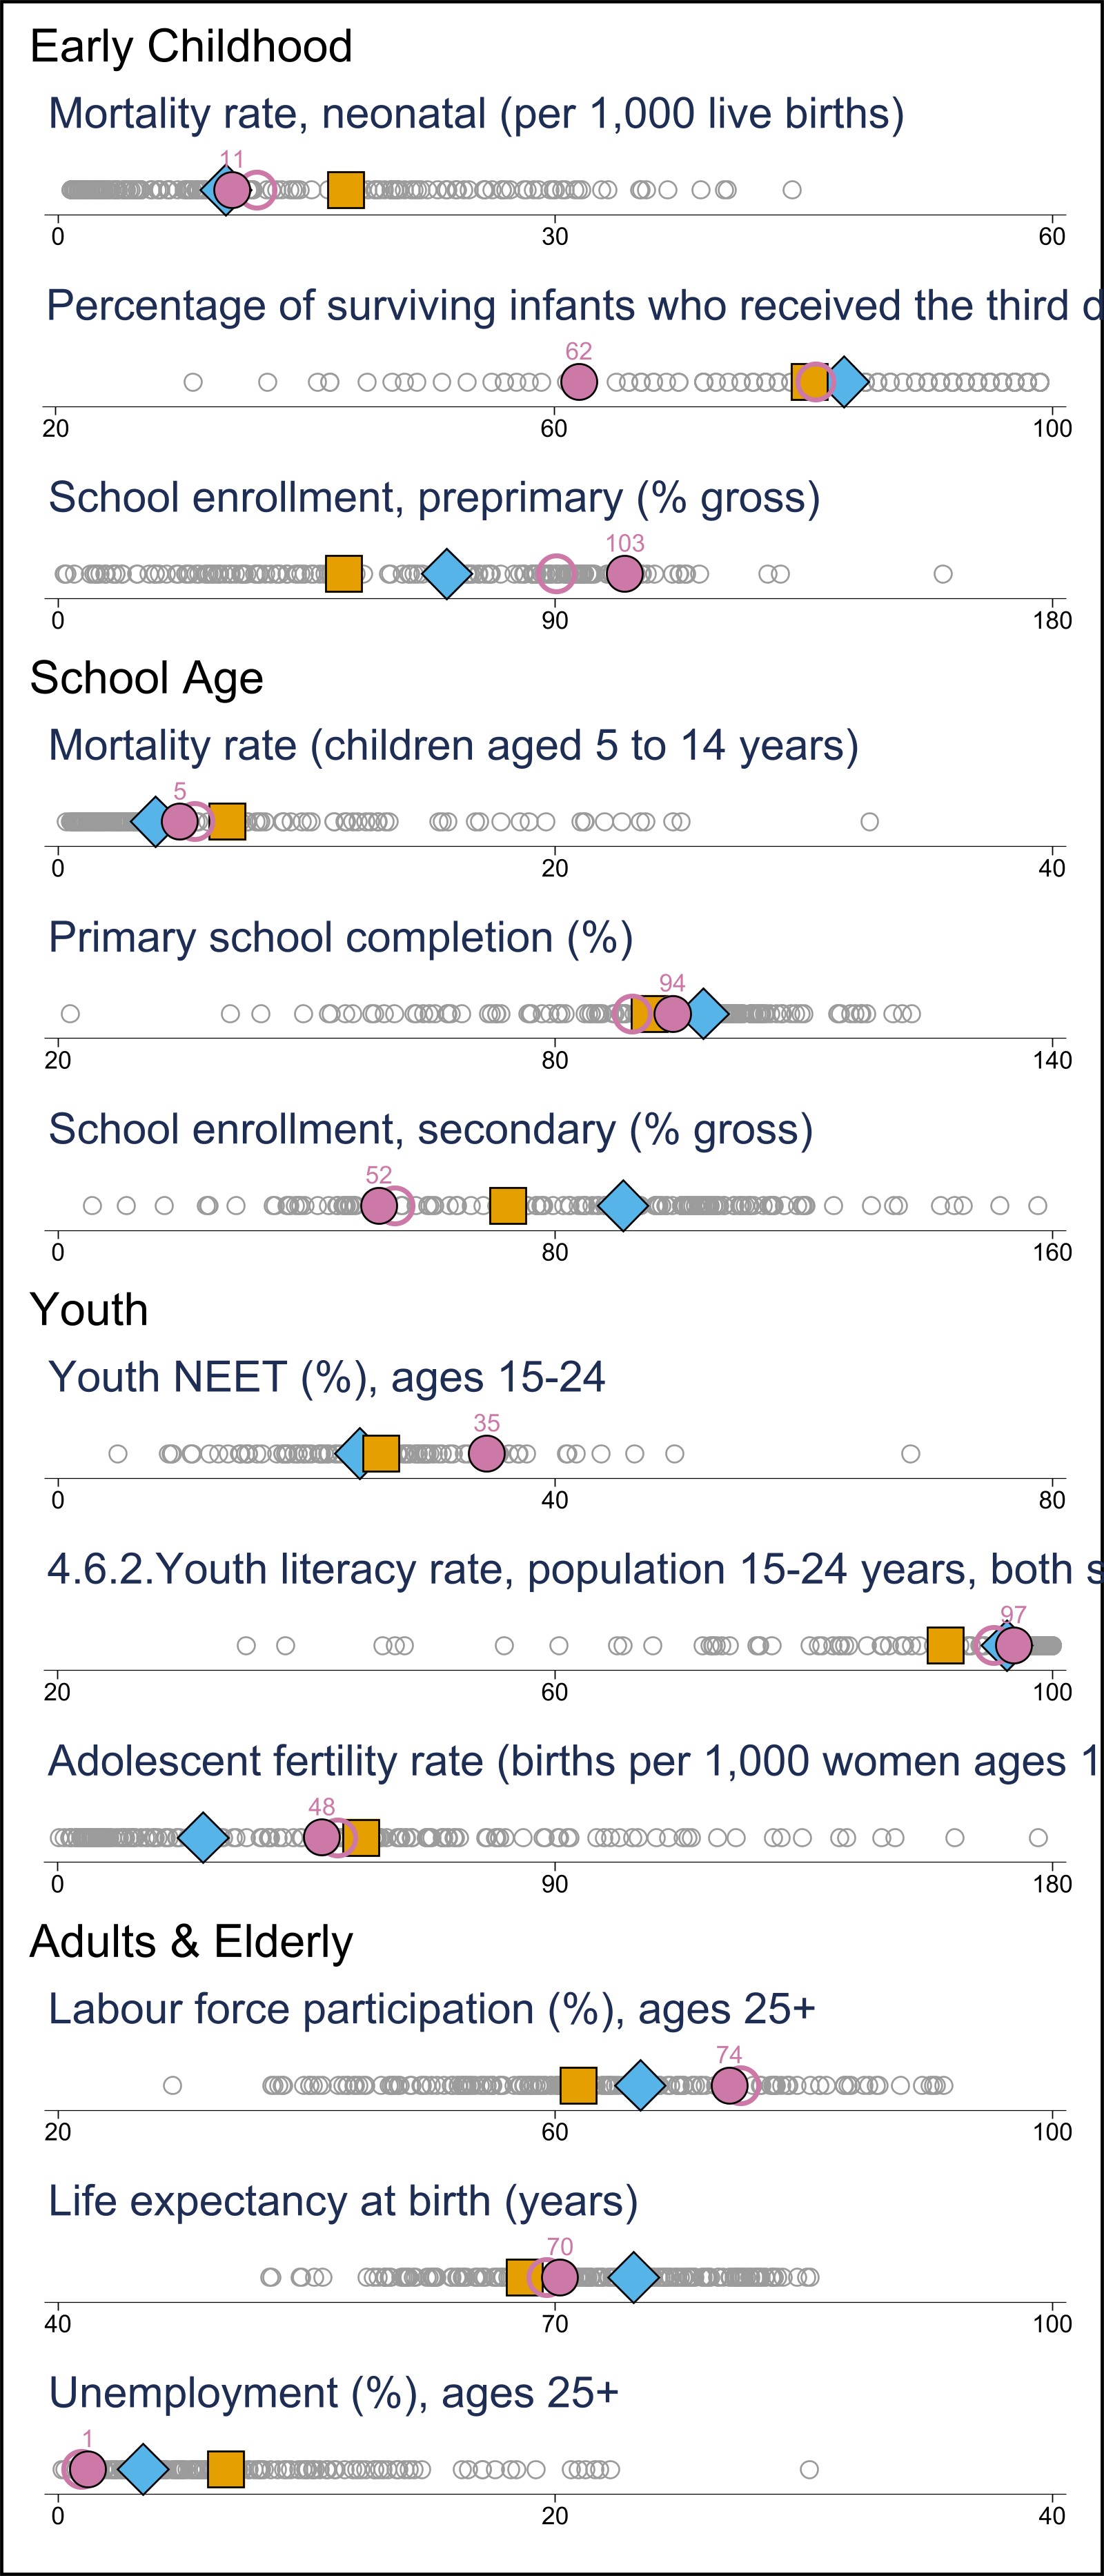 Early Childhood
Mortality rate, neonatal (per 1,000 live births)
11
0 30 60
Percentage of surviving infants who received the third d
62
20 60 100
School enrollment, preprimary (% gross)
103
0 90 180
School Age
Mortality rate (children aged 5 to 14 years)
5
0 20 40
Primary school completion (%)
94
20 80 140
School enrollment, secondary (% gross)
52
0 80 160
Youth
Youth NEET (%), ages 15-24
35
0 40 80
4.6.2.Youth literacy rate, population 15-24 years, both s
97
20 60 100
Adolescent fertility rate (births per 1,000 women ages 1
48
0 90 180
Adults & Elderly
Labour force participation (%), ages 25+
74
20 60 100
Life expectancy at birth (years)
70
40 70 100
Unemployment (%), ages 25+
1
0 20 40